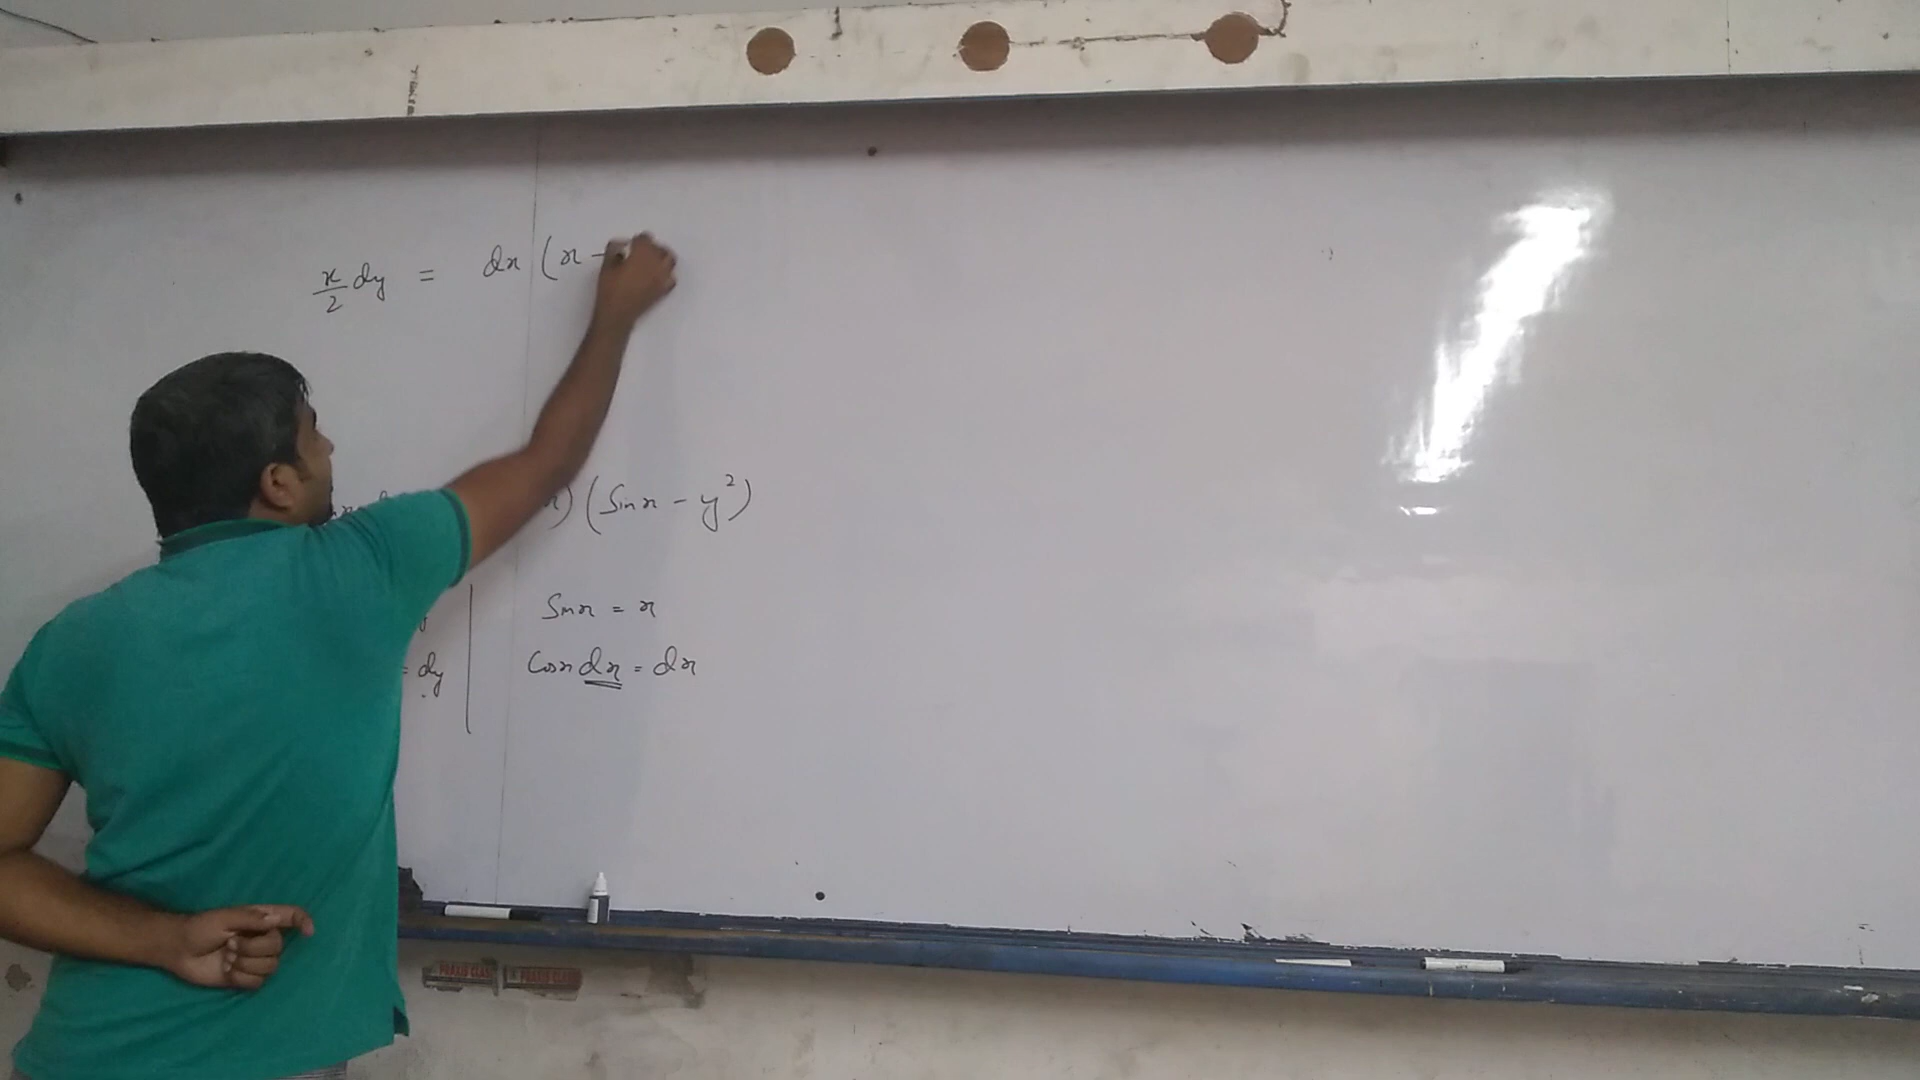 x/2 dy = dx (x -
x) (Sinx - y²)
Sinx = x
= dy
Cosx dx = dx